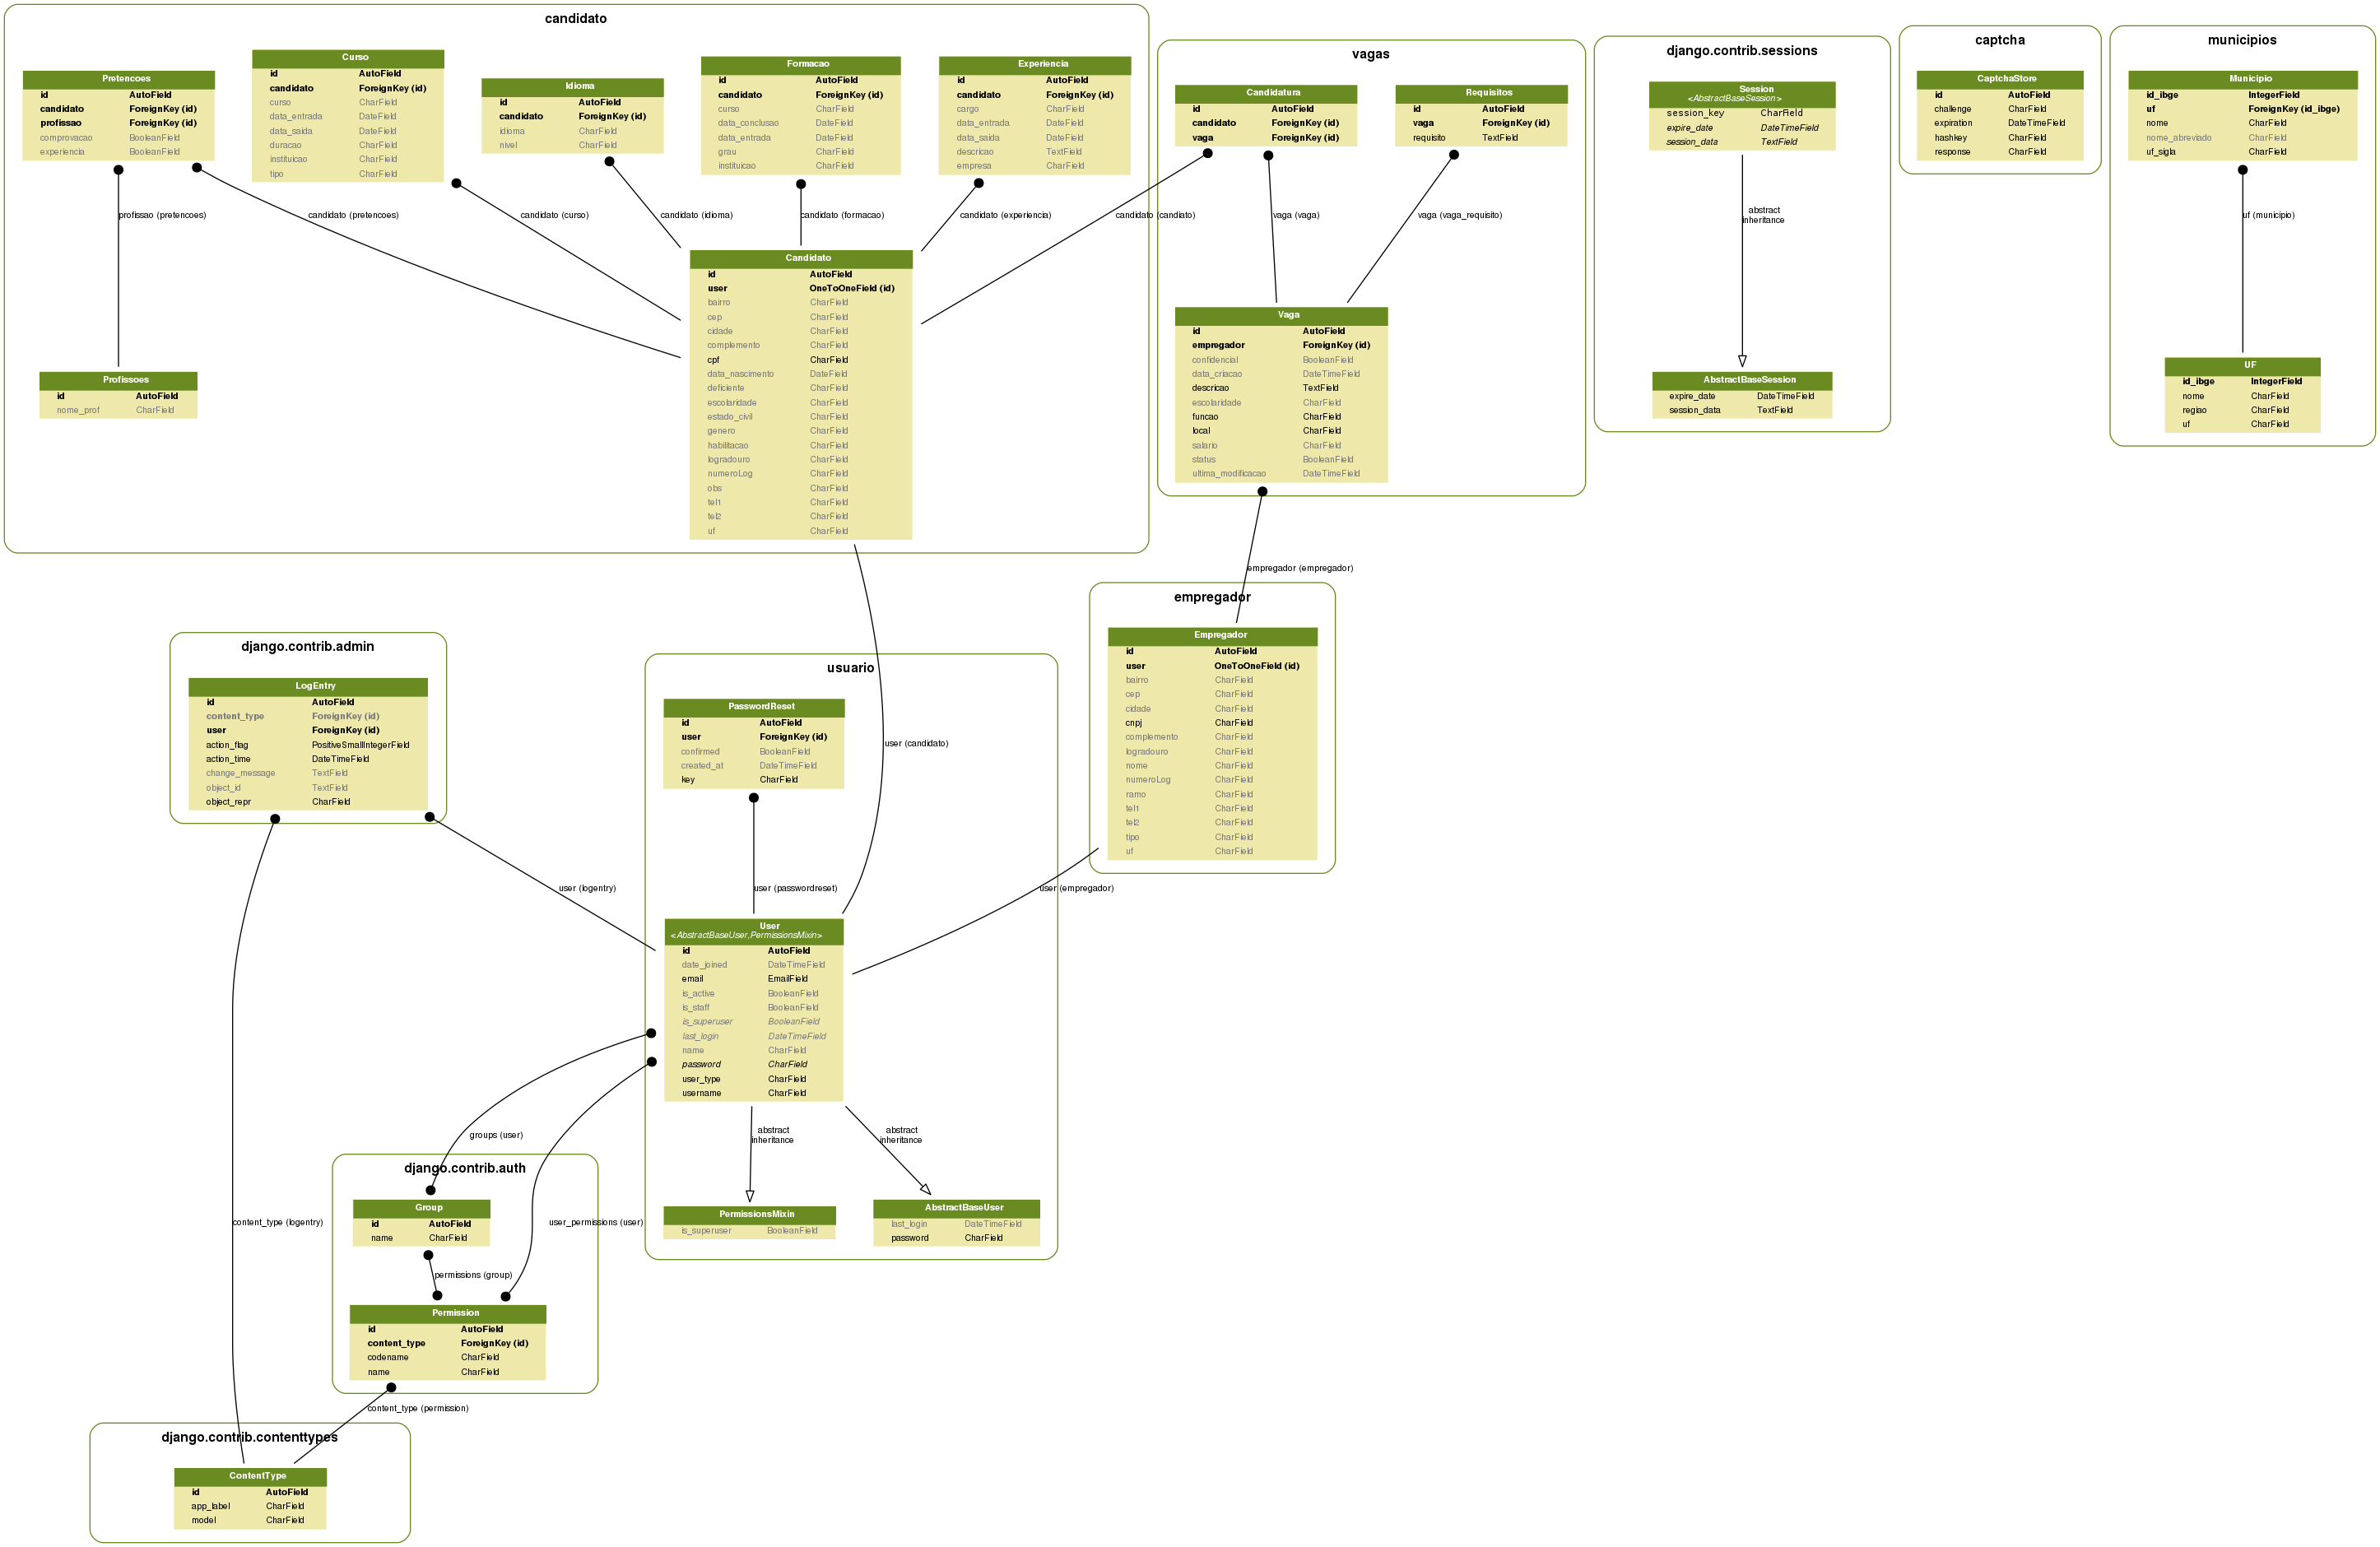 candidato
Pretencoes
id AutoField
candidato ForeignKey (id)
profissao ForeignKey (id)
comprovacao BooleanField
experiencia BooleanField
Curso
id AutoField
candidato ForeignKey (id)
curso CharField
data_entrada DateField
data_saida DateField
duracao CharField
instituicao CharField
tipo CharField
Idioma
id AutoField
candidato ForeignKey (id)
idioma CharField
nivel CharField
Formacao
id AutoField
candidato ForeignKey (id)
curso CharField
data_conclusao DateField
data_entrada DateField
grau CharField
instituicao CharField
Experiencia
id AutoField
candidato ForeignKey (id)
cargo CharField
data_entrada DateField
data_saida DateField
descricao TextField
empresa CharField
profissao (pretencoes)
candidato (pretencoes)
candidato (curso)
candidato (idioma)
candidato (formacao)
candidato (experiencia)
candidato (candiato)
Profissoes
id AutoField
nome_prof CharField
Candidato
id AutoField
user OneToOneField (id)
bairro CharField
cep CharField
cidade CharField
complemento CharField
cpf CharField
data_nascimento DateField
deficiente CharField
escolaridade CharField
estado_civil CharField
genero CharField
habilitacao CharField
logradouro CharField
numeroLog CharField
obs CharField
tel1 CharField
tel2 CharField
uf CharField
vagas
Candidatura
id AutoField
candidato ForeignKey (id)
vaga ForeignKey (id)
Requisitos
id AutoField
vaga ForeignKey (id)
requisito TextField
vaga (vaga)
vaga (vaga_requisito)
Vaga
id AutoField
empregador ForeignKey (id)
confidencial BooleanField
data_criacao DateTimeField
descricao TextField
escolaridade CharField
funcao CharField
local CharField
salario CharField
status BooleanField
ultima_modificacao DateTimeField
django.contrib.sessions
Session
<AbstractBaseSession>
session_key CharField
expire_date DateTimeField
session_data TextField
abstract
inheritance
AbstractBaseSession
expire_date DateTimeField
session_data TextField
captcha
CaptchaStore
id AutoField
challenge CharField
expiration DateTimeField
hashkey CharField
response CharField
municipios
Municipio
id_ibge IntegerField
uf ForeignKey (id_ibge)
nome CharField
nome_abreviado CharField
uf_sigla CharField
uf (municipio)
UF
id_ibge IntegerField
nome CharField
regiao CharField
uf CharField
empregador (empregador)
empregador
Empregador
id AutoField
user OneToOneField (id)
bairro CharField
cep CharField
cidade CharField
cnpj CharField
complemento CharField
logradouro CharField
nome CharField
numeroLog CharField
ramo CharField
tel1 CharField
tel2 CharField
tipo CharField
uf CharField
django.contrib.admin
LogEntry
id AutoField
content_type ForeignKey (id)
user ForeignKey (id)
action_flag PositiveSmallIntegerField
action_time DateTimeField
change_message TextField
object_id TextField
object_repr CharField
usuario
PasswordReset
id AutoField
user ForeignKey (id)
confirmed BooleanField
created_at DateTimeField
key CharField
user (candidato)
user (logentry)
user (passwordreset)
user (empregador)
User
<AbstractBaseUser,PermissionsMixin>
id AutoField
date_joined DateTimeField
email EmailField
is_active BooleanField
is_staff BooleanField
is_superuser BooleanField
last_login DateTimeField
name CharField
password CharField
user_type CharField
username CharField
groups (user)
abstract
inheritance
abstract
inheritance
PermissionsMixin
is_superuser BooleanField
AbstractBaseUser
last_login DateTimeField
password CharField
django.contrib.auth
Group
id AutoField
name CharField
content_type (logentry)
user_permissions (user)
permissions (group)
Permission
id AutoField
content_type ForeignKey (id)
codename CharField
name CharField
content_type (permission)
django.contrib.contenttypes
ContentType
id AutoField
app_label CharField
model CharField